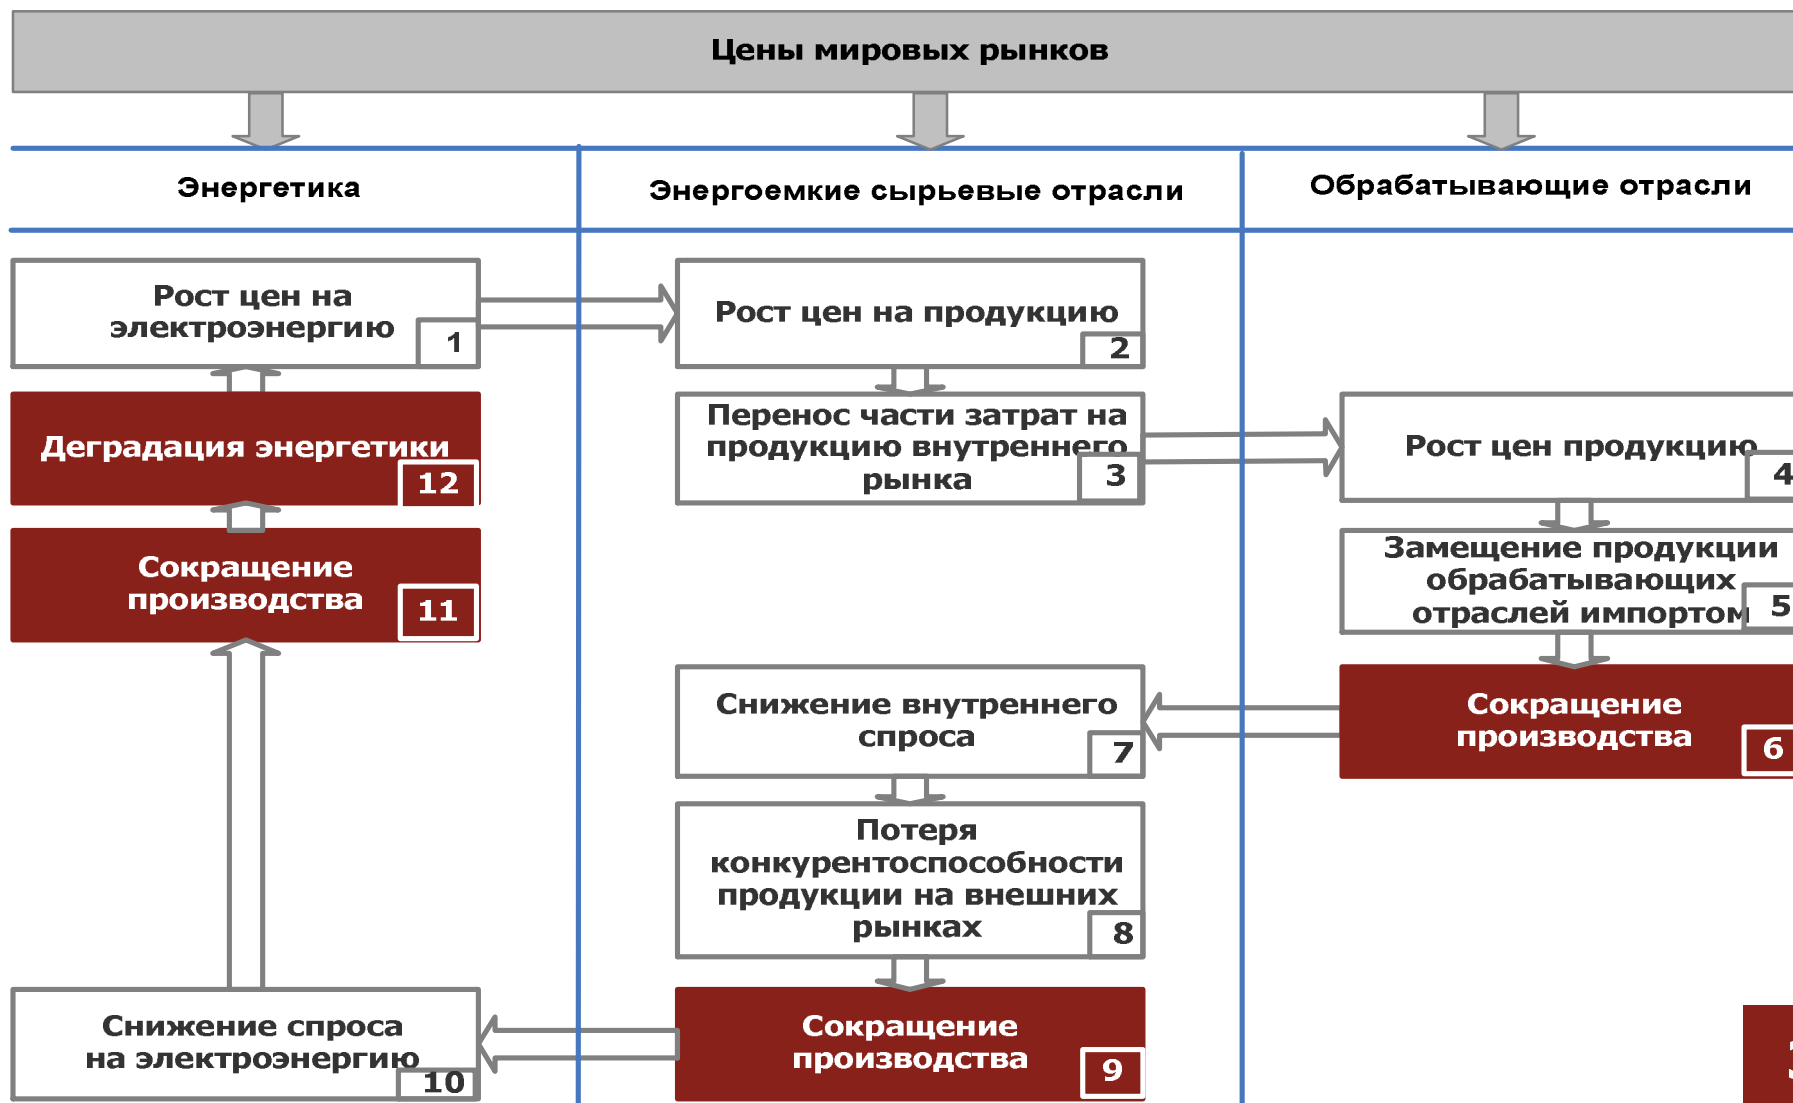 Цены мировых рынков
Энергетика
Энергоемкие сырьевые отрасли
Обрабатывающие отрасли
Рост цен на
электроэнергию
1
Рост цен на продукцию
2
Деградация энергетики
12
Перенос части затрат на
продукцию внутреннего
рынка
3
Рост цен продукцию
4
Сокращение
производства
11
Замещение продукции
обрабатывающих
отраслей импортом
5
Снижение внутреннего
спроса
7
Сокращение
производства
6
Потеря
конкурентоспособности
продукции на внешних
рынках
8
Снижение спроса
на электроэнергию
10
Сокращение
производства
9